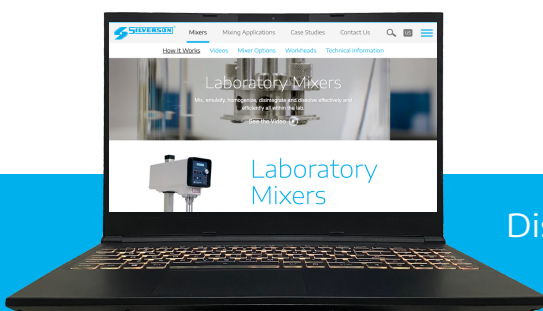 SILVERSON
Mixers Mixing Applications Case Studies Contact Us US
How It Works Videos Mixer Options Workheads Technical Information
Laboratory Mixers
Mix, emulsify, homogenize, disintegrate and dissolve effectively and
efficiently all within the lab.
See the Video
Laboratory
Mixers
Dis